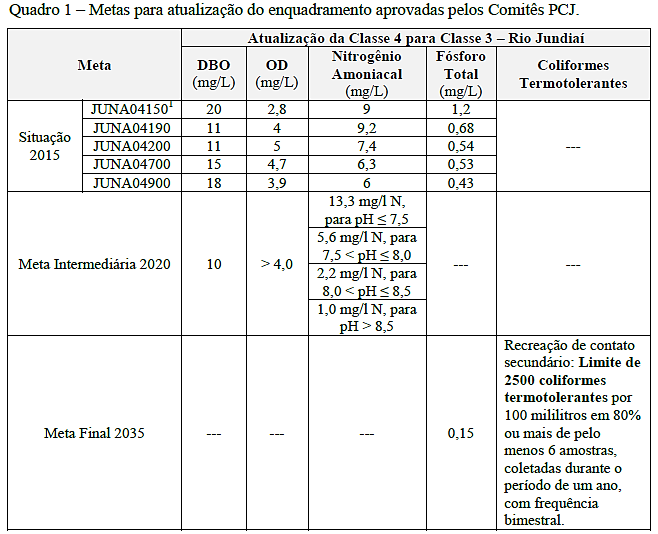 Quadro 1 – Metas para atualização do enquadramento aprovadas pelos Comitês PCJ.
Meta
Atualização da Classe 4 para Classe 3 – Rio Jundiaí
DBO
(mg/L)
OD
(mg/L)
Nitrogênio
Amoniacal
(mg/L)
Fósforo
Total
(mg/L)
Coliformes
Termotolerantes
Situação
2015
JUNA04150¹ 20 2,8 9 1,2
JUNA04190 11 4 9,2 0,68
JUNA04200 11 5 7,4 0,54
JUNA04700 15 4,7 6,3 0,53
JUNA04900 18 3,9 6 0,43
---
Meta Intermediária 2020
10
> 4,0
13,3 mg/l N,
para pH ≤ 7,5
5,6 mg/l N, para
7,5 < pH ≤ 8,0
2,2 mg/l N, para
8,0 < pH ≤ 8,5
1,0 mg/l N, para
pH > 8,5
---
---
Meta Final 2035
---
---
---
0,15
Recreação de contato
secundário: Limite de
2500 coliformes
termotolerantes por
100 mililitros em 80%
ou mais de pelo
menos 6 amostras,
coletadas durante o
período de um ano,
com frequência
bimestral.